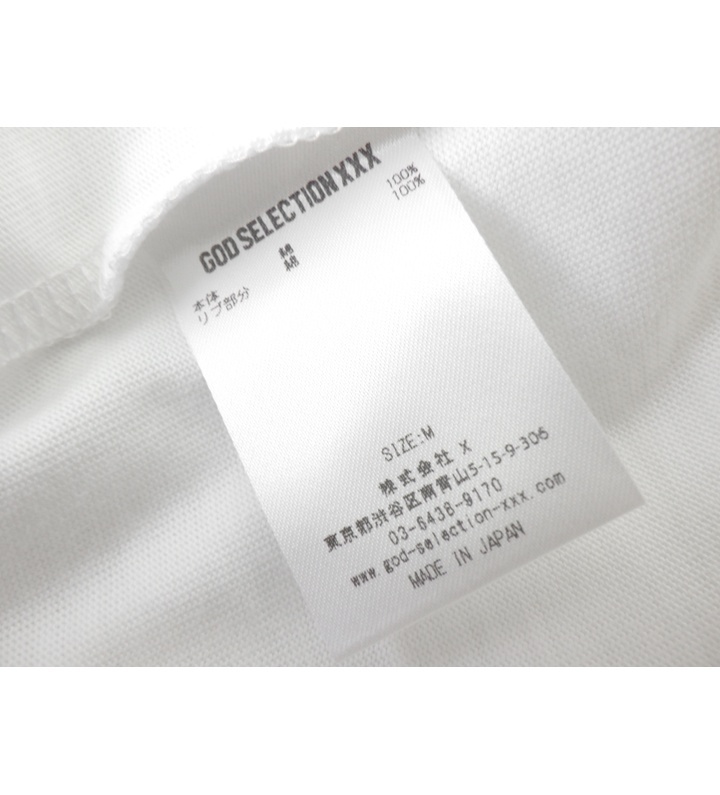 GOD SELECTION XXX
本体 綿 100%
リブ部分 綿 100%
SIZE:M
株式会社 X
東京都渋谷区南青山5-15-9-306
03-6438-9170
www.god-selection-xxx.com
MADE IN JAPAN